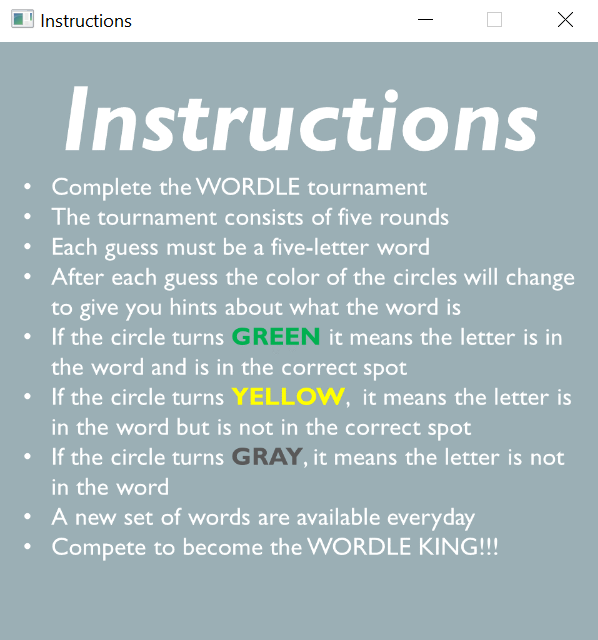 Instructions
Instructions
• Complete the WORDLE tournament
• The tournament consists of five rounds
• Each guess must be a five-letter word
• After each guess the color of the circles will change
to give you hints about what the word is
• If the circle turns GREEN it means the letter is in
the word and is in the correct spot
• If the circle turns YELLOW, it means the letter is
in the word but is not in the correct spot
• If the circle turns GRAY, it means the letter is not
in the word
• A new set of words are available everyday
• Compete to become the WORDLE KING!!!